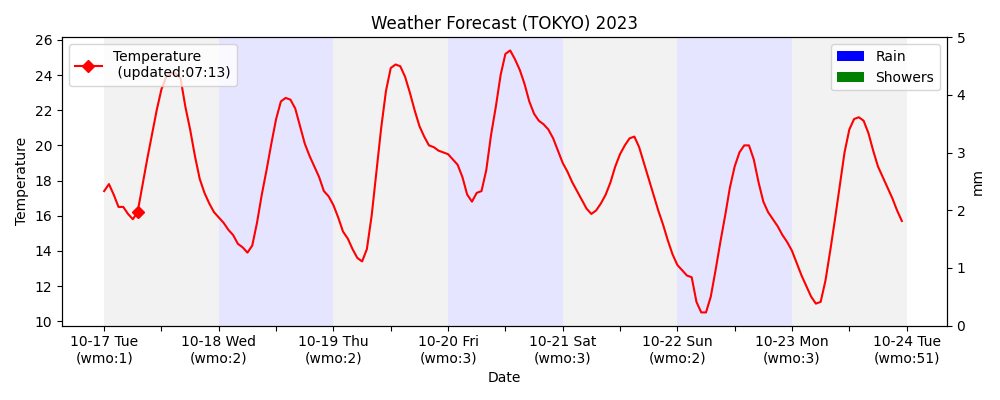 Weather Forecast (TOKYO) 2023
Temperature
(updated:07:13)
Rain
Showers
26
24
22
20
18
16
14
12
10
Temperature
5
4
3
2
1
0
mm
10-17 Tue
(wmo:1)
10-18 Wed
(wmo:2)
10-19 Thu
(wmo:2)
10-20 Fri
(wmo:3)
10-21 Sat
(wmo:3)
10-22 Sun
(wmo:2)
10-23 Mon
(wmo:3)
10-24 Tue
(wmo:51)
Date